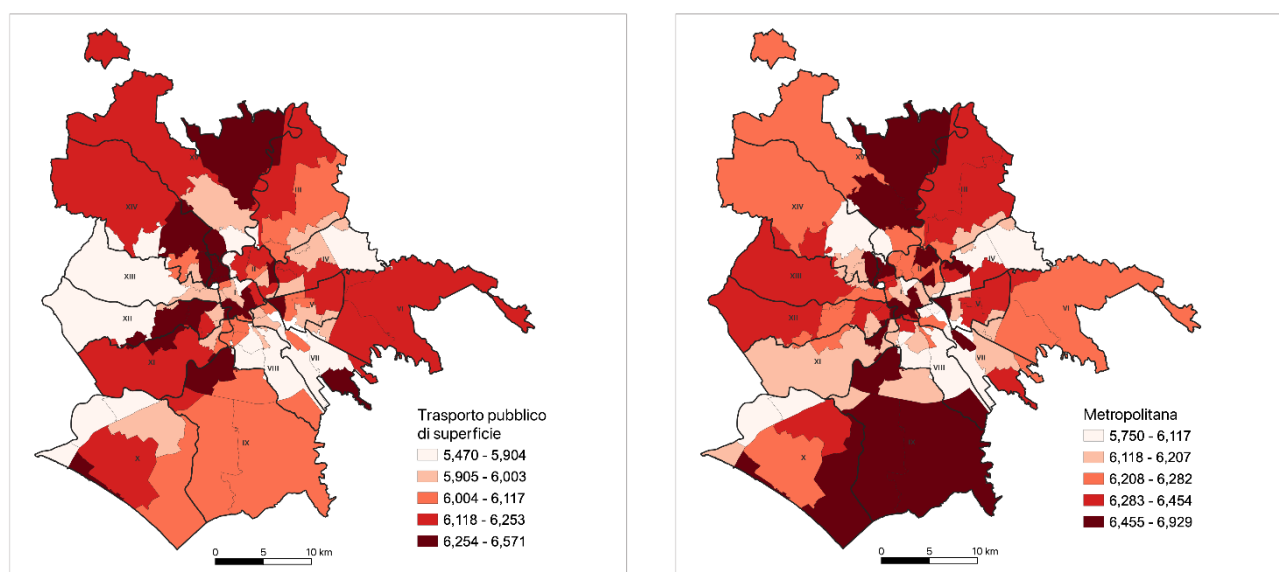 XV
III
XIV
IV
II
XIII
V
VI
XII
VII
XI
VIII
IX
X
Trasporto pubblico
di superficie
5,470 - 5,904
5,905 - 6,003
6,004 - 6,117
6,118 - 6,253
6,254 - 6,571
0 5 10 km
XV
III
XIV
IV
II
XIII
V
VI
XII
VII
XI
VIII
IX
X
Metropolitana
5,750 - 6,117
6,118 - 6,207
6,208 - 6,282
6,283 - 6,454
6,455 - 6,929
0 5 10 km